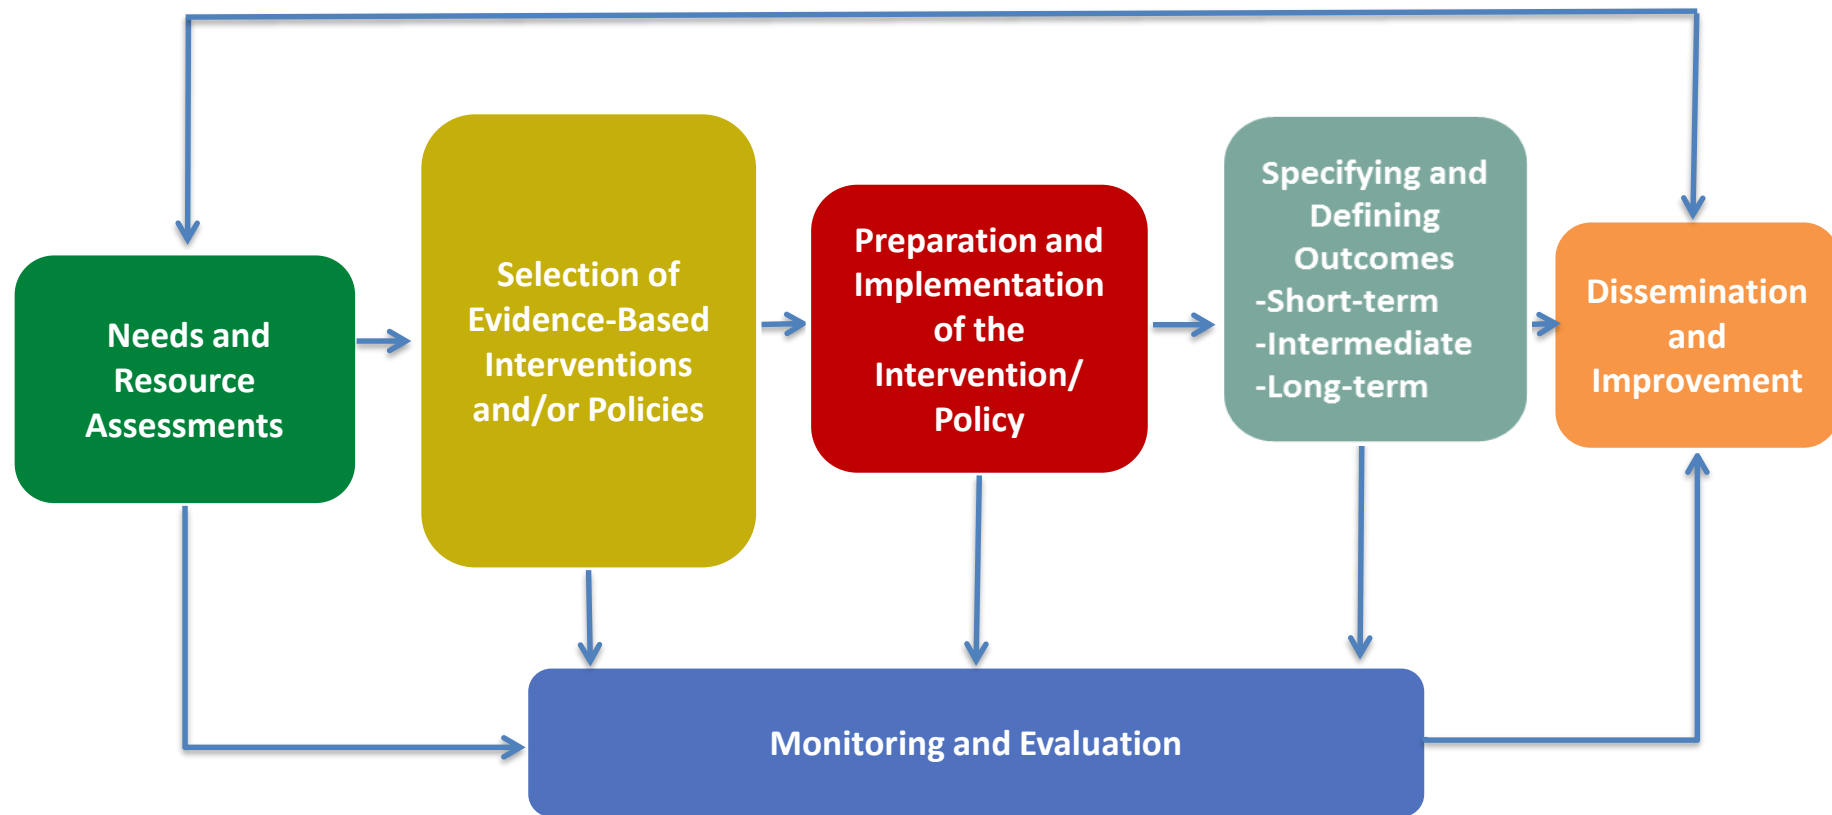 Needs and
Resource
Assessments
Selection of
Evidence-Based
Interventions
and/or Policies
Preparation and
Implementation
of the
Intervention/
Policy
Specifying and
Defining
Outcomes
-Short-term
-Intermediate
-Long-term
Dissemination
and
Improvement
Monitoring and Evaluation